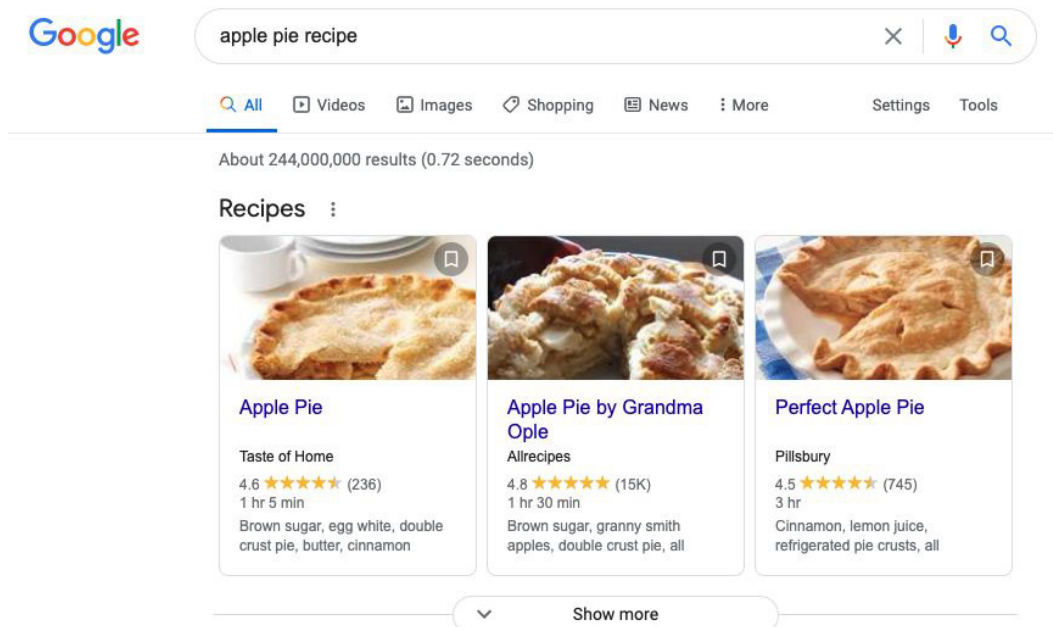 Google
apple pie recipe
All Videos Images Shopping News More Settings Tools
About 244,000,000 results (0.72 seconds)
Recipes
Apple Pie
Taste of Home
4.6 (236)
1 hr 5 min
Brown sugar, egg white, double
crust pie, butter, cinnamon
Apple Pie by Grandma
Ople
Allrecipes
4.8 (15K)
1 hr 30 min
Brown sugar, granny smith
apples, double crust pie, all
Perfect Apple Pie
Pillsbury
4.5 (745)
3 hr
Cinnamon, lemon juice,
refrigerated pie crusts, all
Show more